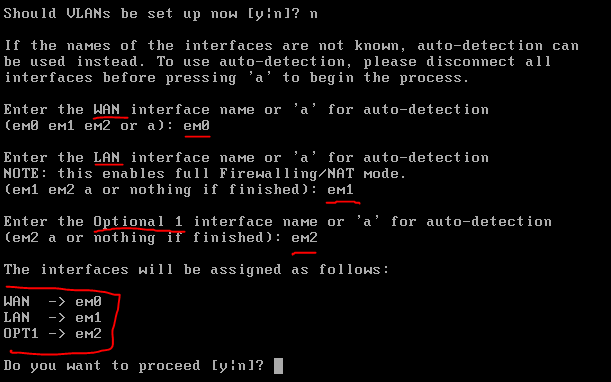 Should VLANs be set up now [y¦n]? n
If the names of the interfaces are not known, auto-detection can
be used instead. To use auto-detection, please disconnect all
interfaces before pressing 'a' to begin the process.
Enter the WAN interface name or 'a' for auto-detection
(em0 em1 em2 or a): em0
Enter the LAN interface name or 'a' for auto-detection
NOTE: this enables full Firewalling/NAT mode.
(em1 em2 a or nothing if finished): em1
Enter the Optional 1 interface name or 'a' for auto-detection
(em2 a or nothing if finished): em2
The interfaces will be assigned as follows:
WAN  -> em0
LAN  -> em1
OPT1 -> em2
Do you want to proceed [y¦n]?